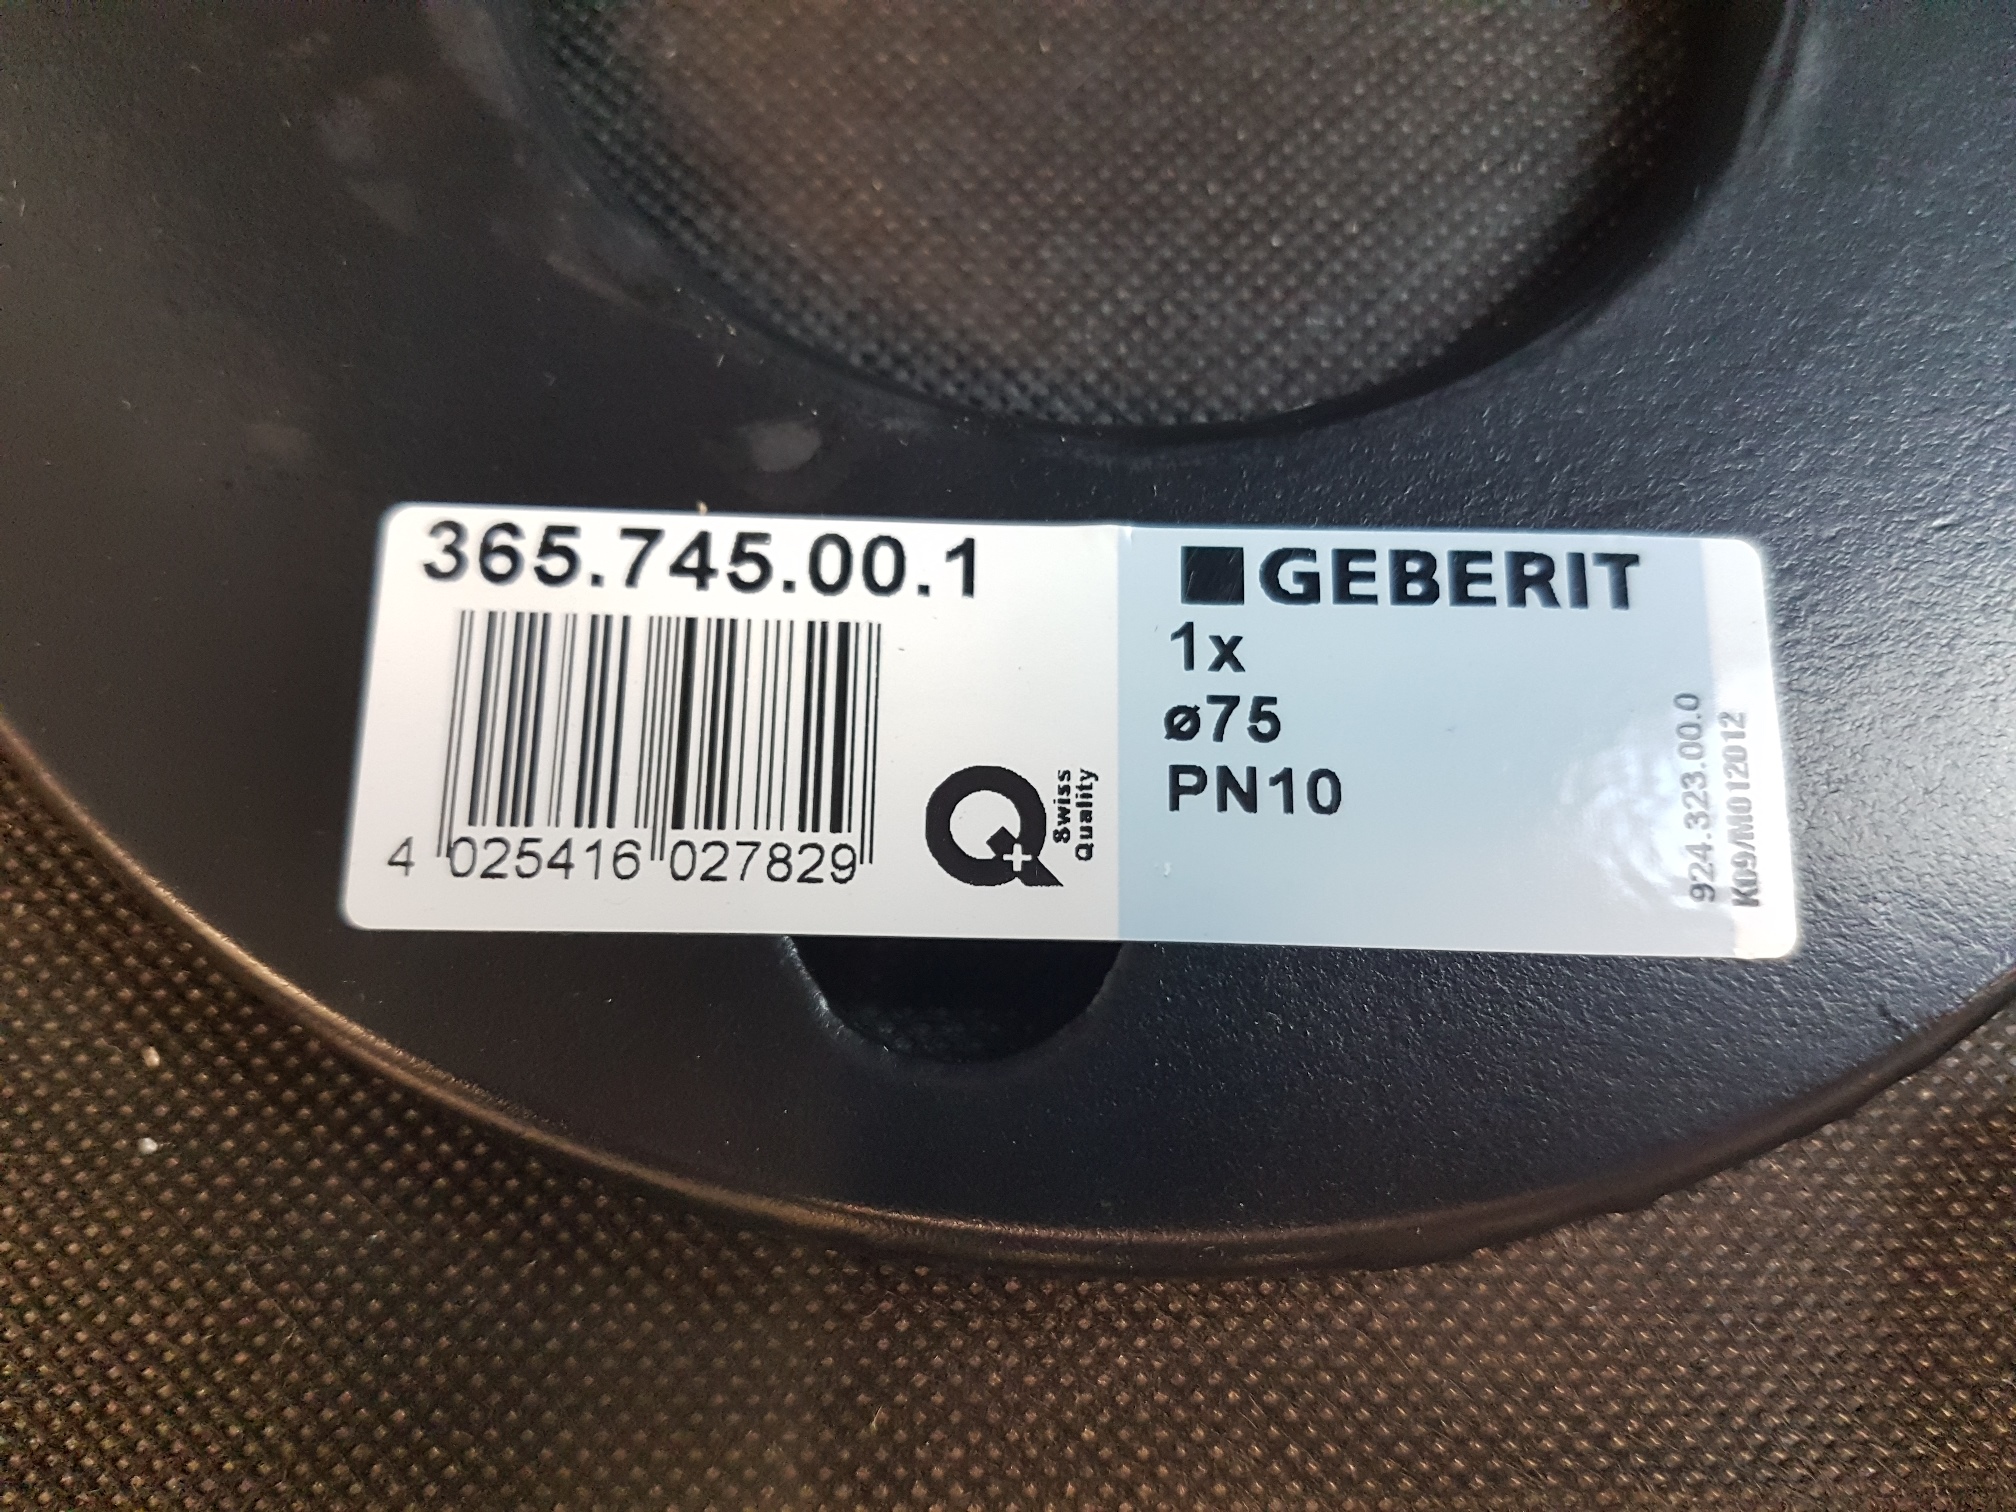 365.745.00.1
4 025416 027829
Swiss
Quality
GEBERIT
1x
ø75
PN10
924.323.00.0
K09/M012012